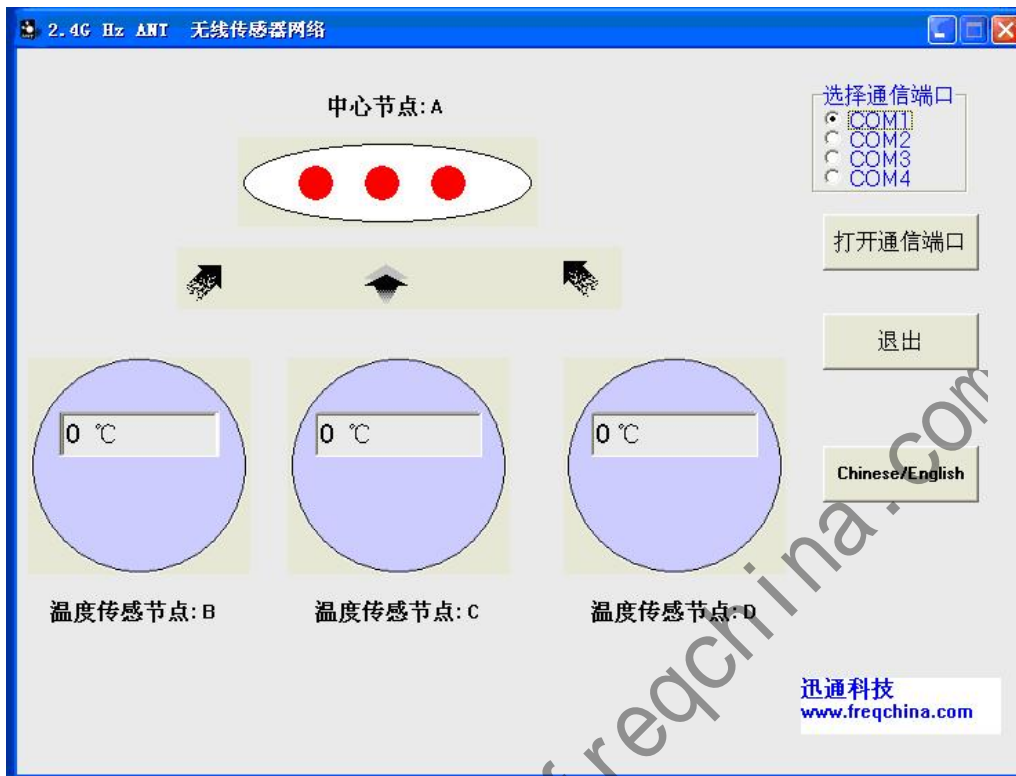 2.4G Hz ANT 无线传感器网络
中心节点:A
选择通信端口
COM1
COM2
COM3
COM4
打开通信端口
退出
0 ℃
0 ℃
0 ℃
Chinese/English
温度传感节点:B
温度传感节点:C
温度传感节点:D
迅通科技
www.freqchina.com
freqchina.com